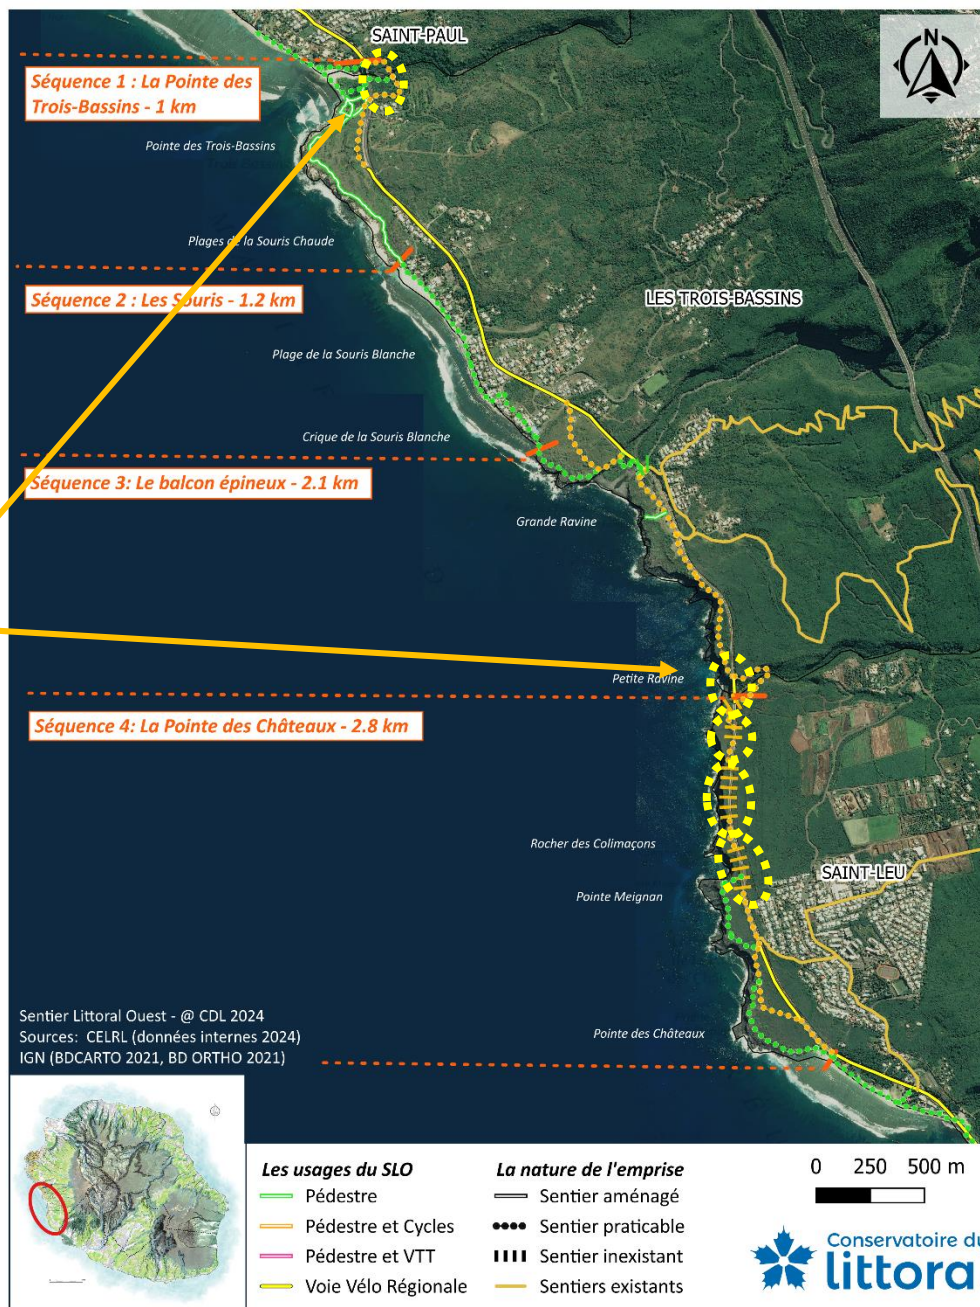 SAINT-PAUL
N
Séquence 1 : La Pointe des
Trois-Bassins - 1 km
Pointe des Trois-Bassins
Plages de la Souris Chaude
Séquence 2 : Les Souris - 1.2 km
LES TROIS-BASSINS
Plage de la Souris Blanche
Crique de la Souris Blanche
Séquence 3: Le balcon épineux - 2.1 km
Grande Ravine
Petite Ravine
Séquence 4: La Pointe des Châteaux - 2.8 km
Rocher des Colimaçons
SAINT-LEU
Pointe Meignan
Pointe des Châteaux
Sentier Littoral Ouest - @ CDL 2024
Sources: CELRL (données internes 2024)
IGN (BDCARTO 2021, BD ORTHO 2021)
Les usages du SLO
Pédestre
Pédestre et Cycles
Pédestre et VTT
Voie Vélo Régionale
La nature de l'emprise
Sentier aménagé
Sentier praticable
Sentier inexistant
Sentiers existants
0 250 500 m
Conservatoire du
littora